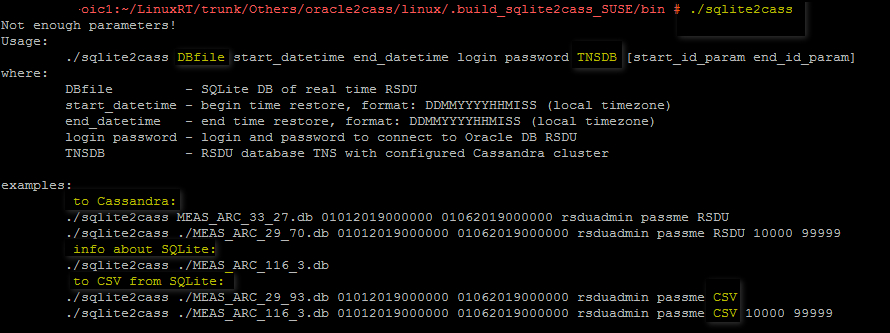 oic1:~/LinuxRT/trunk/Others/oracle2cass/linux/.build_sqlite2cass_SUSE/bin # ./sqlite2cass
Not enough parameters!
Usage:
./sqlite2cass DBfile start_datetime end_datetime login password TNSDB [start_id_param end_id_param]
where:
DBfile - SQLite DB of real time RSDU
start_datetime - begin time restore, format: DDMMYYYYHHMISS (local timezone)
end_datetime - end time restore, format: DDMMYYYYHHMISS (local timezone)
login password - login and password to connect to Oracle DB RSDU
TNSDB - RSDU database TNS with configured Cassandra cluster
examples:
to Cassandra:
./sqlite2cass MEAS_ARC_33_27.db 01012019000000 01062019000000 rsduadmin passme RSDU
./sqlite2cass ./MEAS_ARC_29_70.db 01012019000000 01062019000000 rsduadmin passme RSDU 10000 99999
info about SQLite:
./sqlite2cass ./MEAS_ARC_116_3.db
to CSV from SQLite:
./sqlite2cass ./MEAS_ARC_29_93.db 01012019000000 01062019000000 rsduadmin passme CSV
./sqlite2cass ./MEAS_ARC_116_3.db 01012019000000 01062019000000 rsduadmin passme CSV 10000 99999